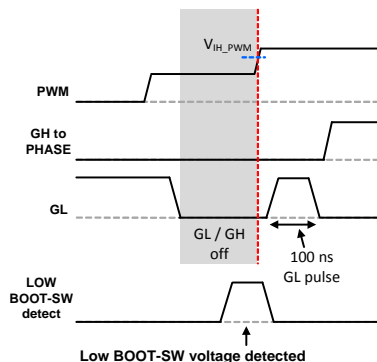 V_IH_PWM
PWM
GH to
PHASE
GL
GL / GH
off
100 ns
GL pulse
LOW
BOOT-SW
detect
Low BOOT-SW voltage detected